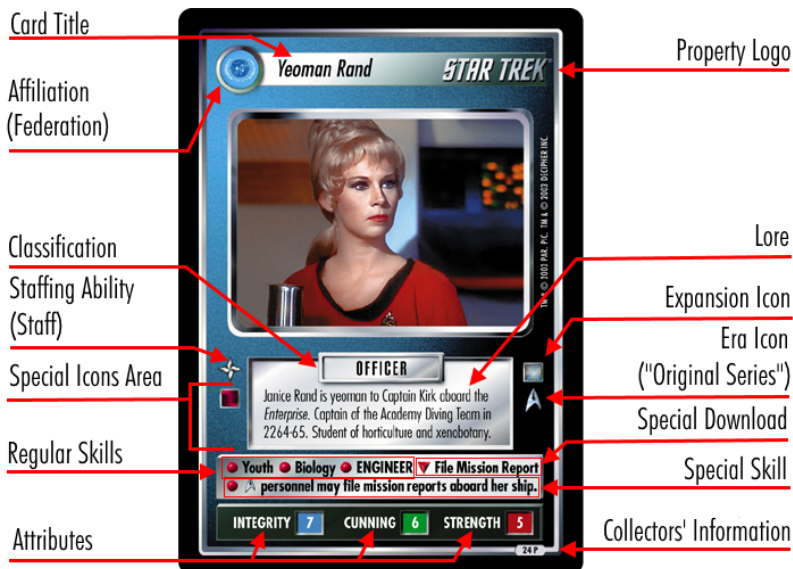 Card Title
Yeoman Rand
STAR TREK
Property Logo
Affiliation
(Federation)
TM & © 2003 PAR. PIC. TM & © 2003 DECIPHER INC.
Classification
Lore
Staffing Ability
(Staff)
Expansion Icon
Era Icon
("Original Series")
OFFICER
Special Icons Area
Janice Rand is yeoman to Captain Kirk aboard the
Enterprise. Captain of the Academy Diving Team in
2264-65. Student of horticulture and xenobotany.
Special Download
Regular Skills
Youth Biology ENGINEER File Mission Report
Special Skill
personnel may file mission reports aboard her ship.
INTEGRITY 7 CUNNING 6 STRENGTH 5
Attributes
Collectors' Information
24 P